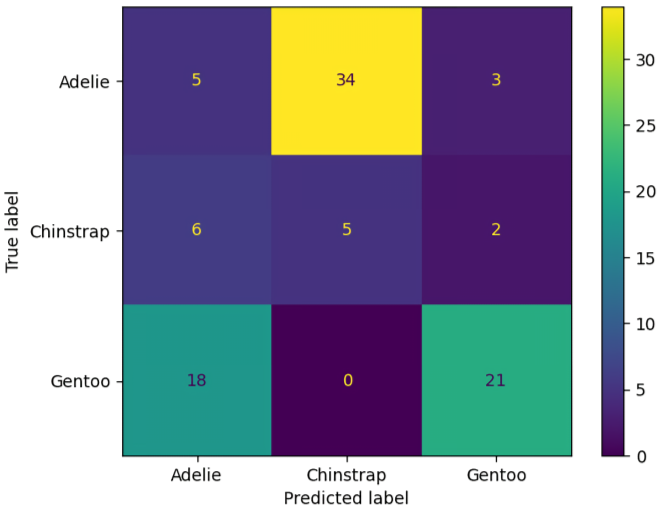 Adelie 5 34 3
Chinstrap 6 5 2
Gentoo 18 0 21
Adelie Chinstrap Gentoo
Predicted label
True label
30
25
20
15
10
5
0